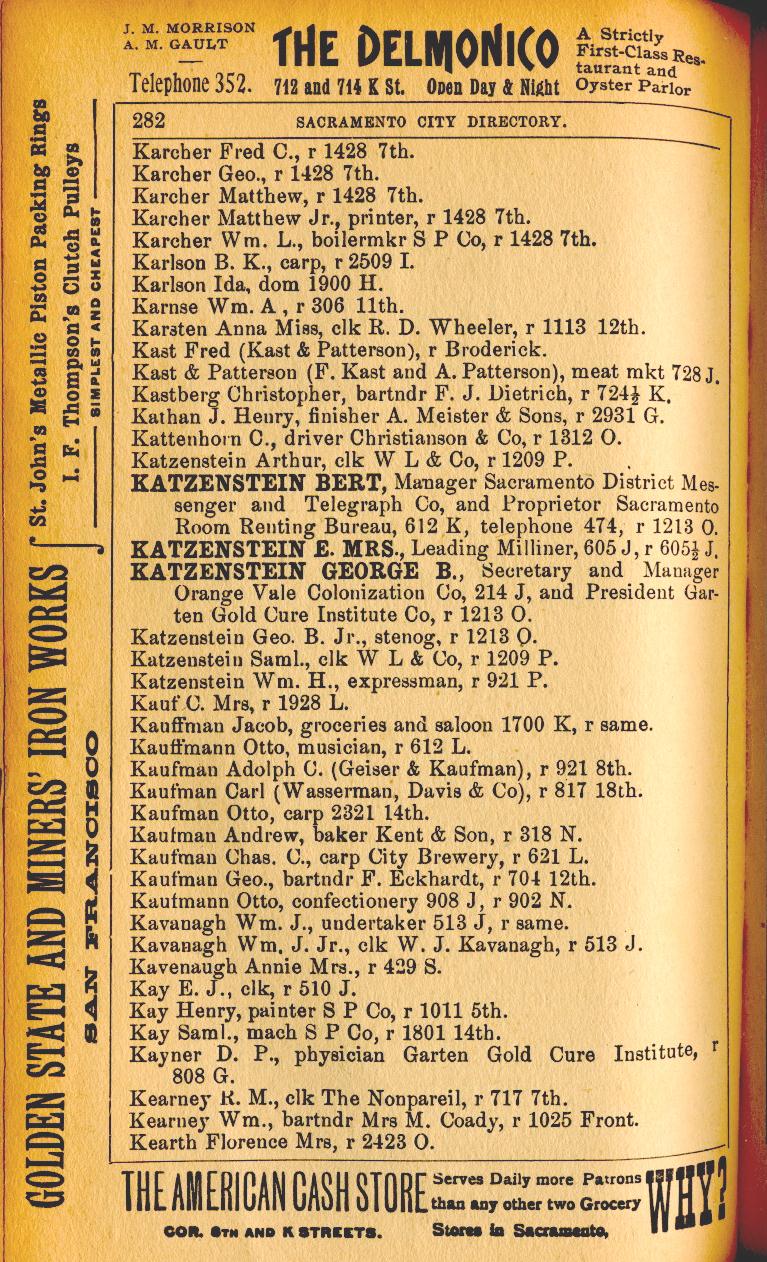 J. M. MORRISON
A. M. GAULT
Telephone 352.
THE DELMONICO
712 and 714 K St. Open Day & Night
A Strictly
First-Class Res-
taurant and
Oyster Parlor
St. John's Metallic Piston Packing Rings
I. F. Thompson's Clutch Pulleys
SIMPLEST AND CHEAPEST
GOLDEN STATE AND MINERS' IRON WORKS
SAN FRANCISCO
282 SACRAMENTO CITY DIRECTORY.
Karcher Fred C., r 1428 7th.
Karcher Geo., r 1428 7th.
Karcher Matthew, r 1428 7th.
Karcher Matthew Jr., printer, r 1428 7th.
Karcher Wm. L., boilermkr S P Co, r 1428 7th.
Karlson B. K., carp, r 2509 I.
Karlson Ida, dom 1900 H.
Karnse Wm. A , r 306 11th.
Karsten Anna Miss, clk R. D. Wheeler, r 1113 12th.
Kast Fred (Kast & Patterson), r Broderick.
Kast & Patterson (F. Kast and A. Patterson), meat mkt 728 J.
Kastberg Christopher, bartndr F. J. Dietrich, r 724½ K.
Kathan J. Henry, finisher A. Meister & Sons, r 2931 G.
Kattenhorn C., driver Christianson & Co, r 1312 O.
Katzenstein Arthur, clk W L & Co, r 1209 P.
KATZENSTEIN BERT, Manager Sacramento District Mes-
senger and Telegraph Co, and Proprietor Sacramento
Room Renting Bureau, 612 K, telephone 474, r 1213 O.
KATZENSTEIN E. MRS., Leading Milliner, 605 J, r 605½ J.
KATZENSTEIN GEORGE B., Secretary and Manager
Orange Vale Colonization Co, 214 J, and President Gar-
ten Gold Cure Institute Co, r 1213 O.
Katzenstein Geo. B. Jr., stenog, r 1213 O.
Katzenstein Saml., clk W L & Co, r 1209 P.
Katzenstein Wm. H., expressman, r 921 P.
Kauf C. Mrs, r 1928 L.
Kauffman Jacob, groceries and saloon 1700 K, r same.
Kauffmann Otto, musician, r 612 L.
Kaufman Adolph C. (Geiser & Kaufman), r 921 8th.
Kaufman Carl (Wasserman, Davis & Co), r 817 18th.
Kaufman Otto, carp 2321 14th.
Kaufman Andrew, baker Kent & Son, r 318 N.
Kaufman Chas. C., carp City Brewery, r 621 L.
Kaufman Geo., bartndr F. Eckhardt, r 704 12th.
Kaufmann Otto, confectionery 908 J, r 902 N.
Kavanagh Wm. J., undertaker 513 J, r same.
Kavanagh Wm. J. Jr., clk W. J. Kavanagh, r 513 J.
Kavenaugh Annie Mrs., r 429 S.
Kay E. J., clk, r 510 J.
Kay Henry, painter S P Co, r 1011 5th.
Kay Saml., mach S P Co, r 1801 14th.
Kayner D. P., physician Garten Gold Cure Institute, r
808 G.
Kearney R. M., clk The Nonpareil, r 717 7th.
Kearney Wm., bartndr Mrs M. Coady, r 1025 Front.
Kearth Florence Mrs, r 2423 O.
THE AMERICAN CASH STORE
COR. 8TH AND K STREETS.
Serves Daily more Patrons
than any other two Grocery
Stores in Sacramento,
WHY?